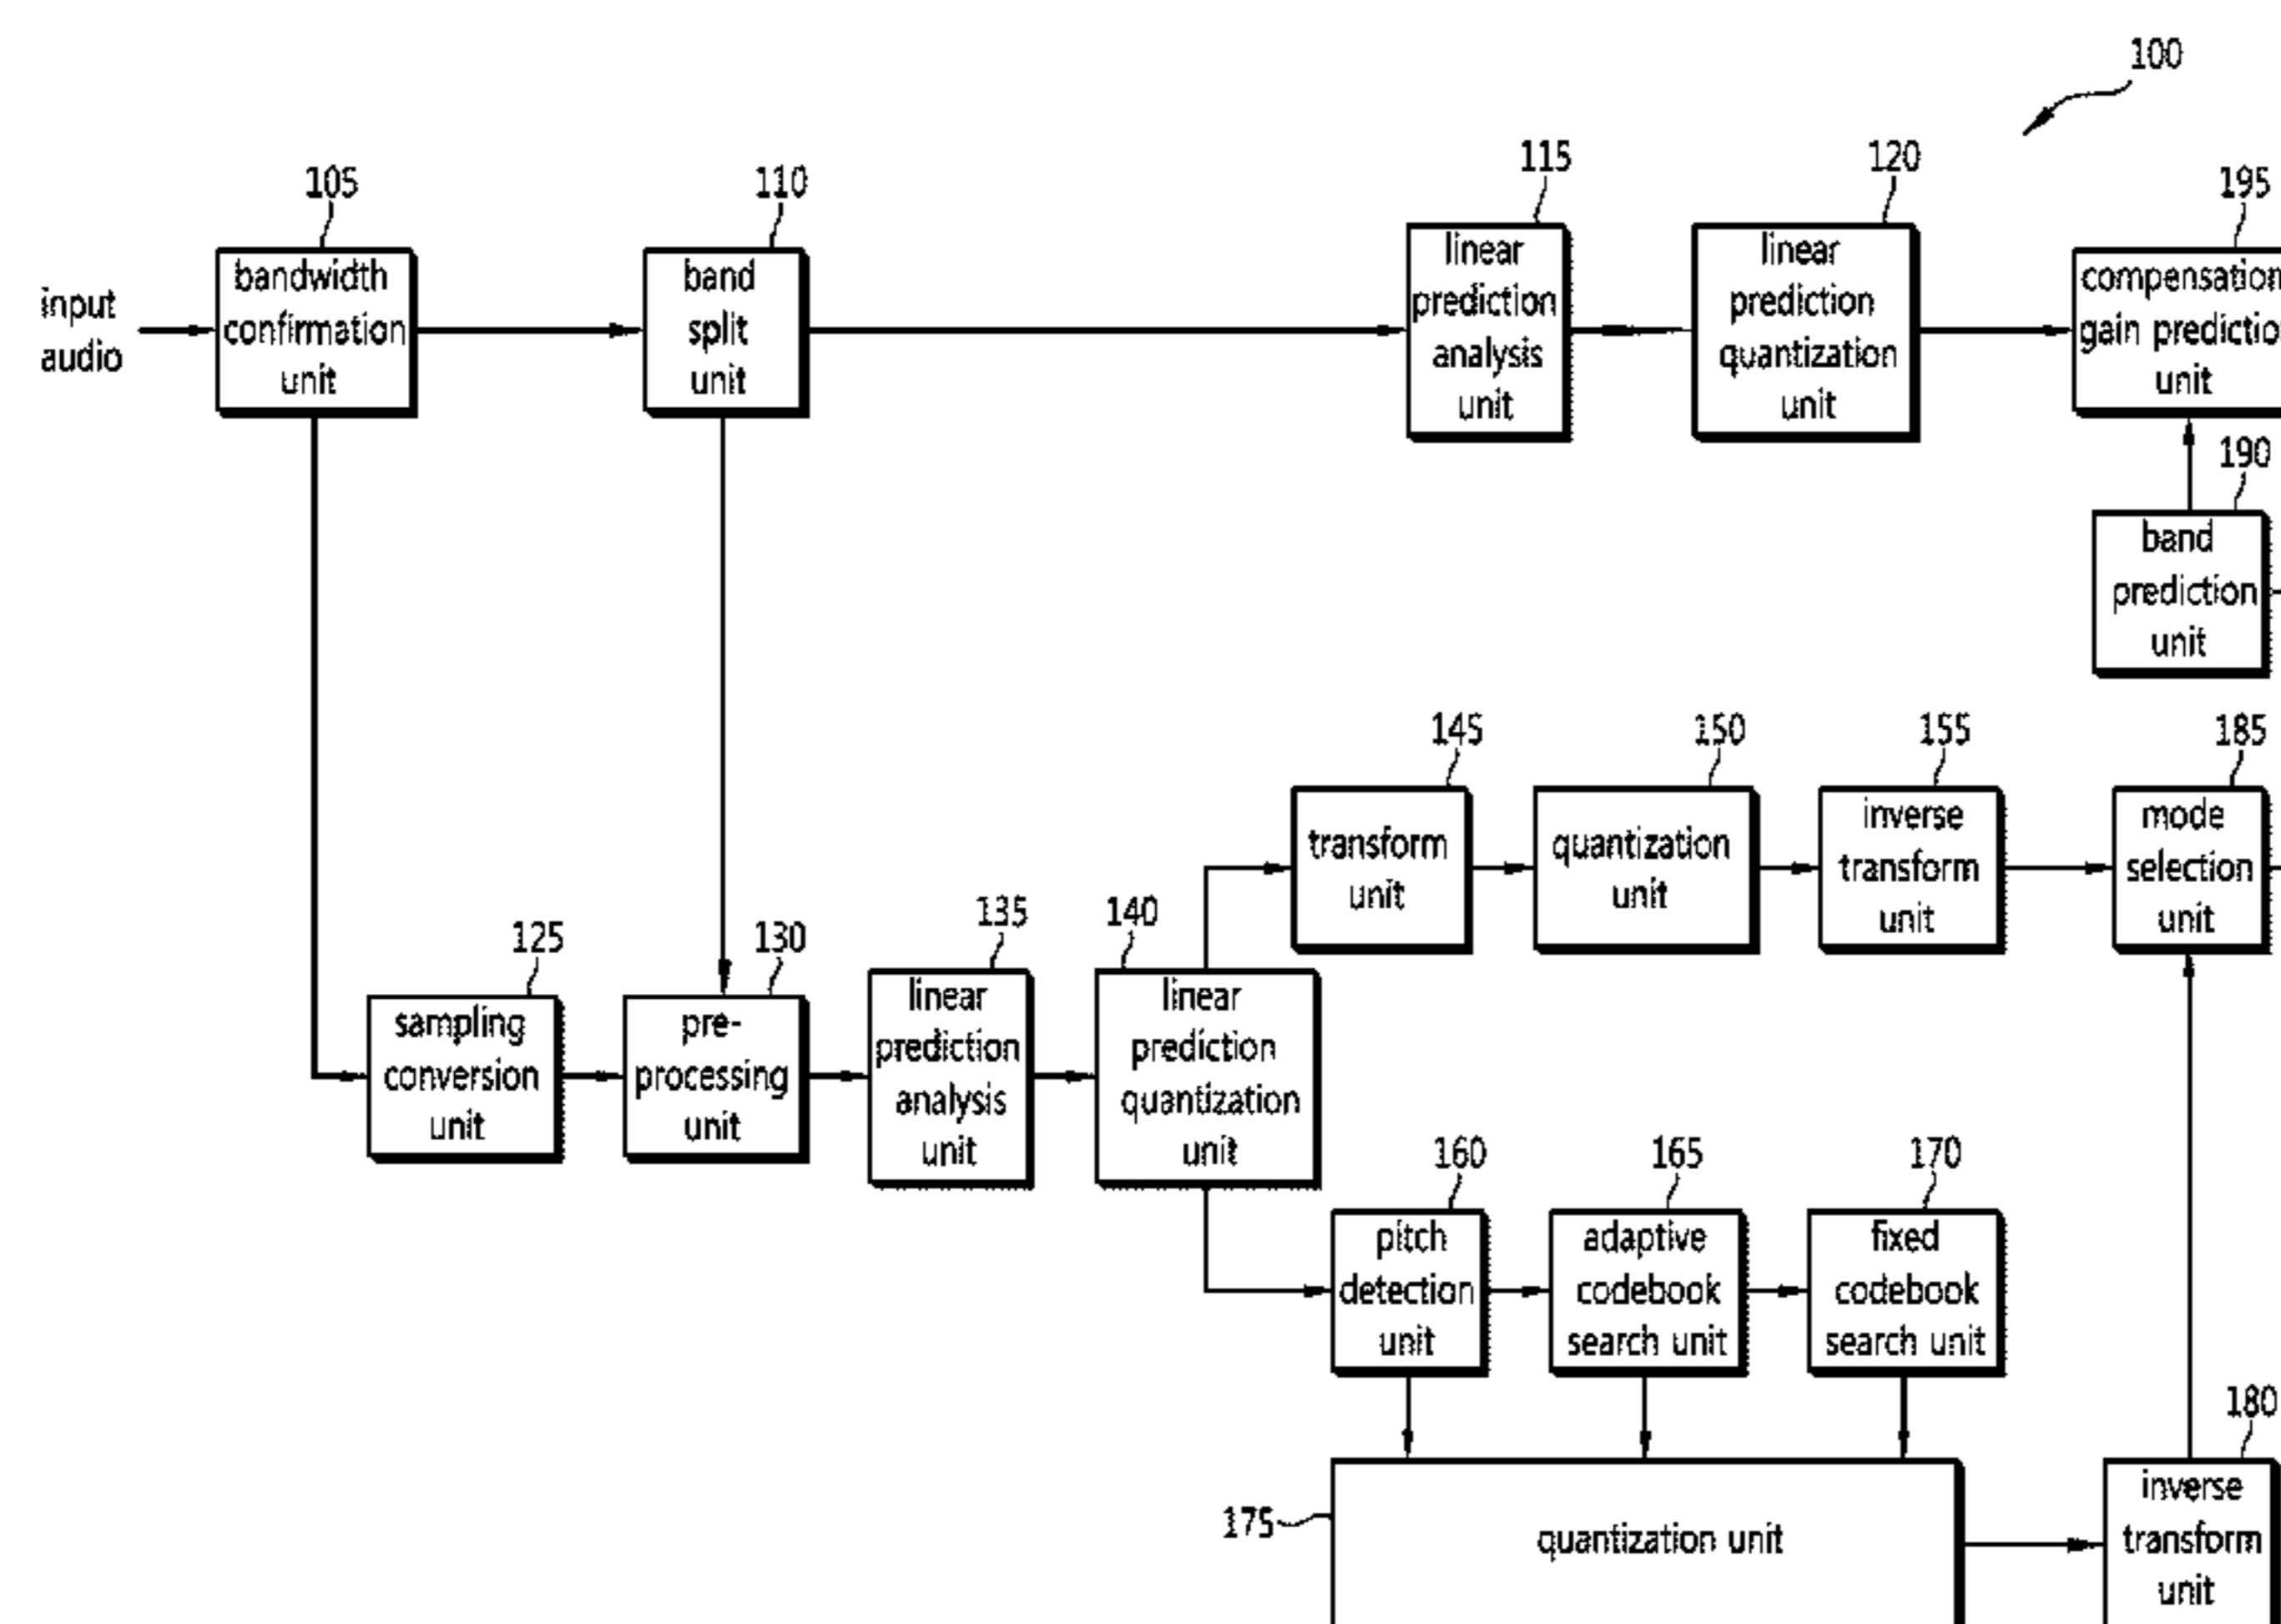 100
105
110
115
120
195
input
audio
bandwidth
confirmation
unit
band
split
unit
linear
prediction
analysis
unit
linear
prediction
quantization
unit
compensation
gain
unit
190
band
prediction
unit
145
150
155
185
transform
unit
quantization
unit
inverse
transform
unit
mode
selection
unit
125
130
135
140
sampling
conversion
unit
pre-
processing
unit
linear
prediction
analysis
unit
linear
prediction
quantization
unit
160
165
170
pitch
detection
unit
adaptive
codebook
search unit
fixed
codebook
search unit
180
175
quantization unit
inverse
transform
unit